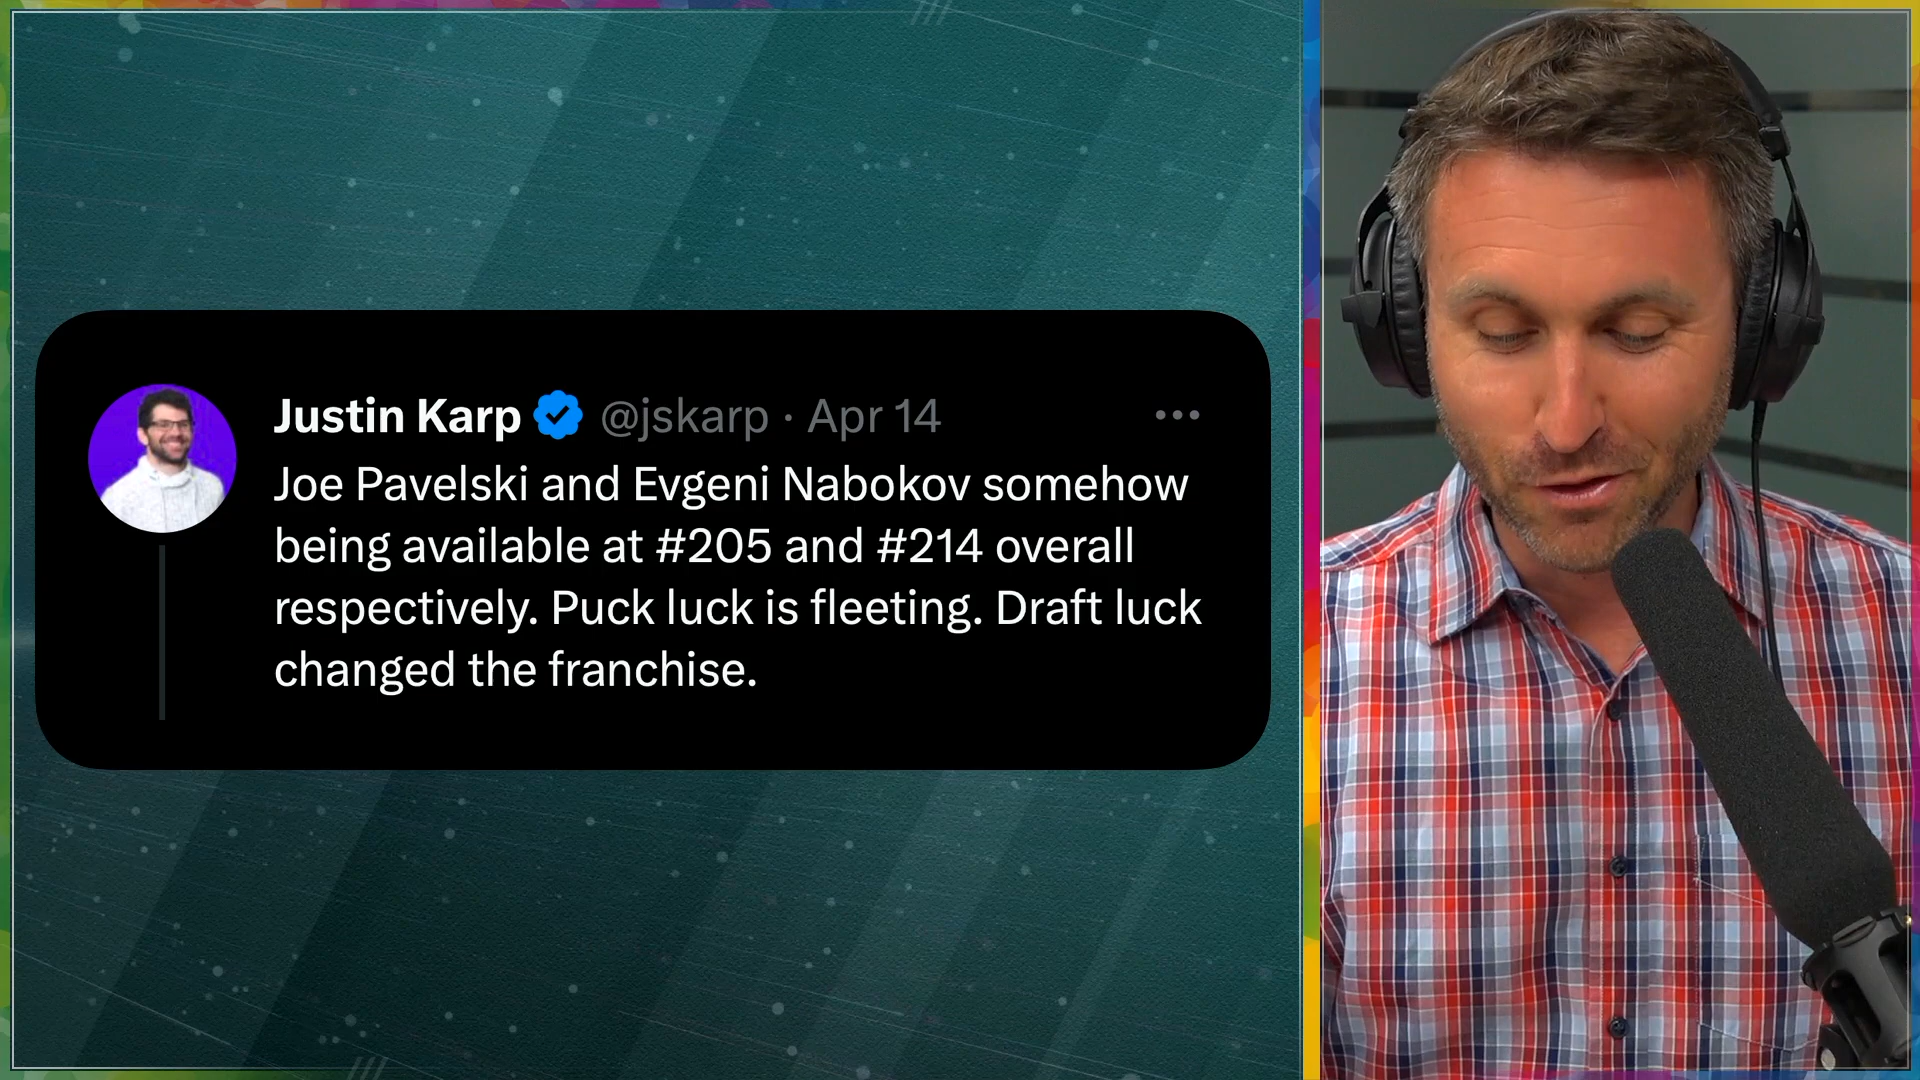 Justin Karp @jskarp · Apr 14
Joe Pavelski and Evgeni Nabokov somehow
being available at #205 and #214 overall
respectively. Puck luck is fleeting. Draft luck
changed the franchise.